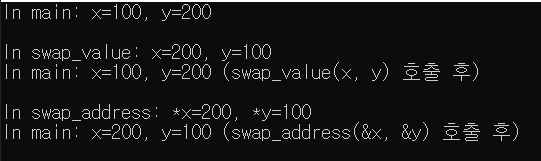 In main: x=100, y=200
In swap_value: x=200, y=100
In main: x=100, y=200 (swap_value(x, y) 호출 후)
In swap_address: *x=200, *y=100
In main: x=200, y=100 (swap_address(&x, &y) 호출 후)